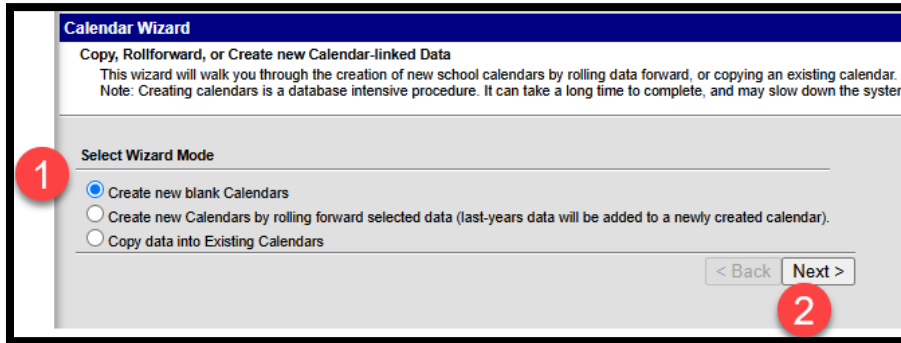 Calendar Wizard
Copy, Rollforward, or Create new Calendar-linked Data
This wizard will walk you through the creation of new school calendars by rolling data forward, or copying an existing calendar.
Note: Creating calendars is a database intensive procedure. It can take a long time to complete, and may slow down the system
Select Wizard Mode
1
Create new blank Calendars
Create new Calendars by rolling forward selected data (last-years data will be added to a newly created calendar).
Copy data into Existing Calendars
< Back Next >
2